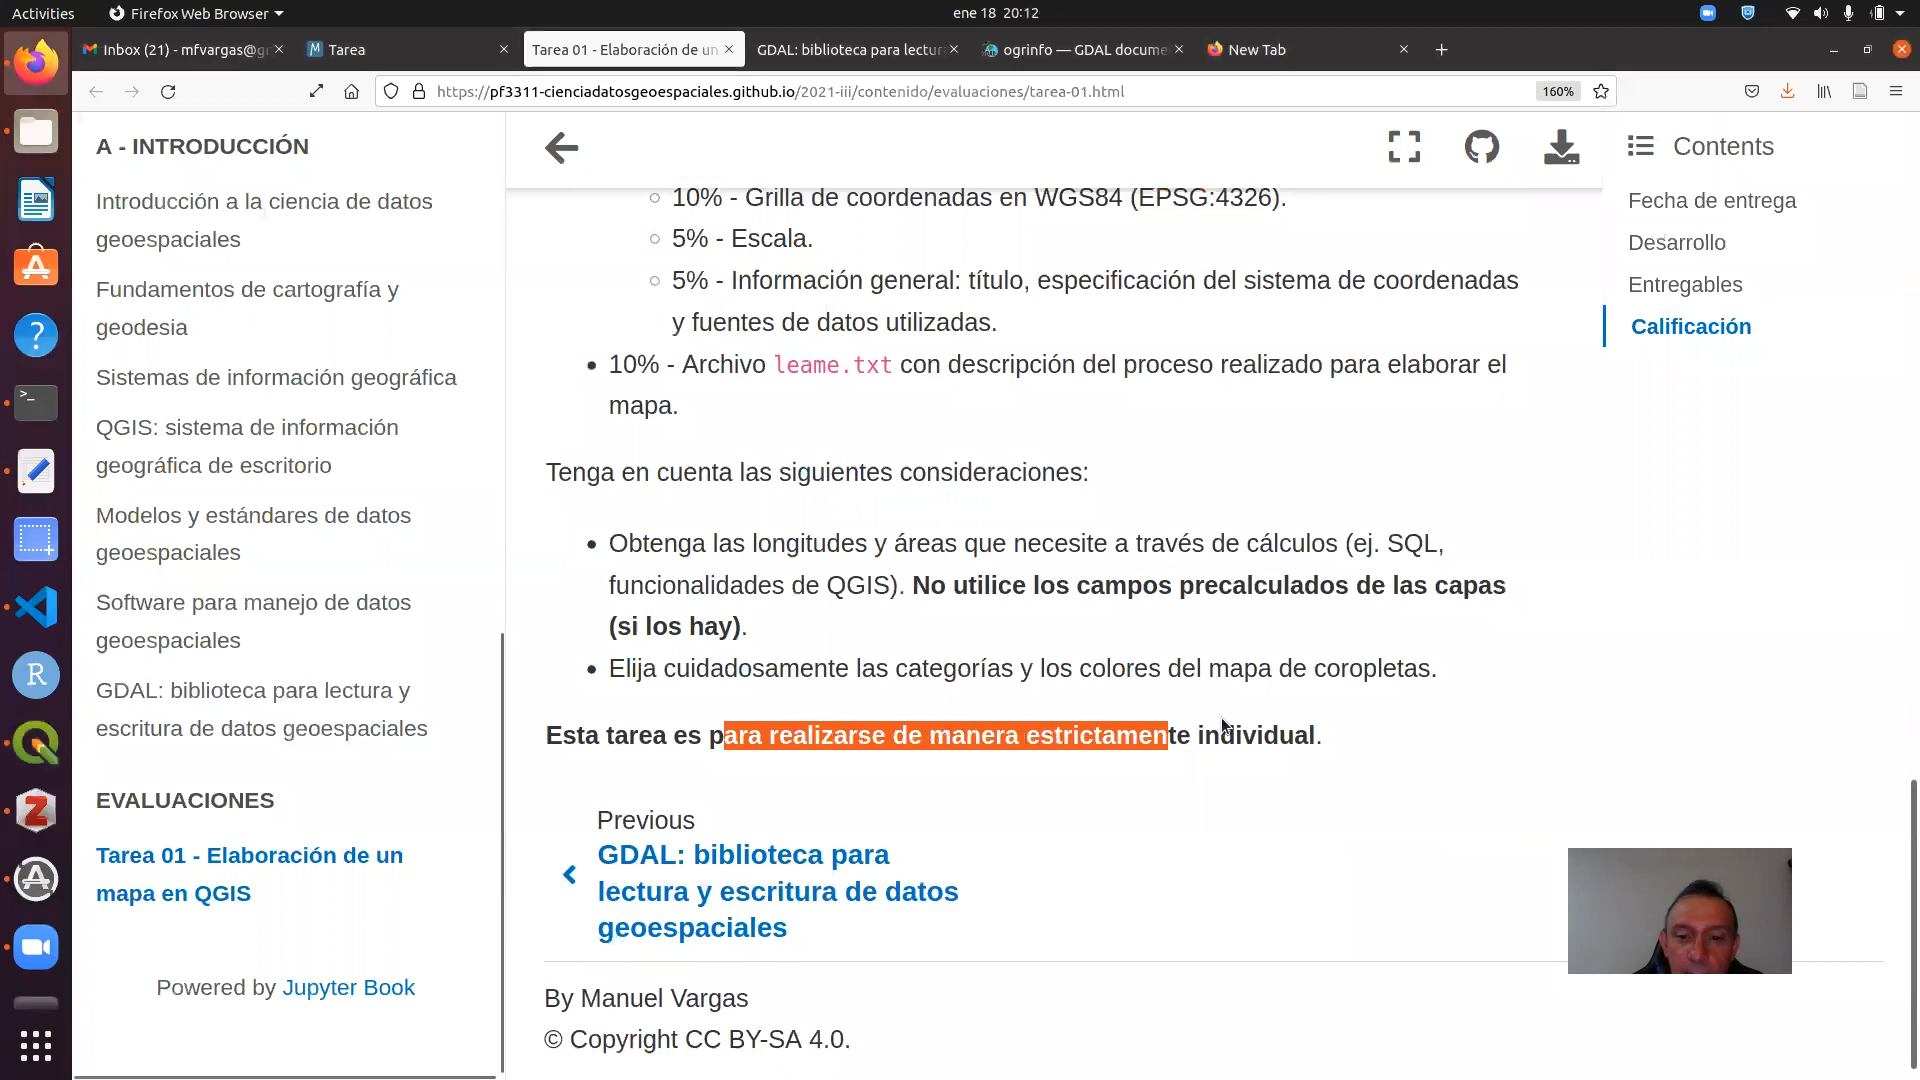 Activities
Firefox Web Browser
ene 18 20:12
Inbox (21) - mfvargas@g
Tarea
Tarea 01 - Elaboración de un
GDAL: biblioteca para lectur
ogrinfo — GDAL docume
New Tab
https://pf3311-cienciadatosgeoespaciales.github.io/2021-iii/contenido/evaluaciones/tarea-01.html
160%
A - INTRODUCCIÓN
Introducción a la ciencia de datos
geoespaciales
Fundamentos de cartografía y
geodesia
Sistemas de información geográfica
QGIS: sistema de información
geográfica de escritorio
Modelos y estándares de datos
geoespaciales
Software para manejo de datos
geoespaciales
GDAL: biblioteca para lectura y
escritura de datos geoespaciales
EVALUACIONES
Tarea 01 - Elaboración de un
mapa en QGIS
Powered by Jupyter Book
10% - Grilla de coordenadas en WGS84 (EPSG:4326).
5% - Escala.
5% - Información general: título, especificación del sistema de coordenadas
y fuentes de datos utilizadas.
10% - Archivo leame.txt con descripción del proceso realizado para elaborar el
mapa.
Tenga en cuenta las siguientes consideraciones:
Obtenga las longitudes y áreas que necesite a través de cálculos (ej. SQL,
funcionalidades de QGIS). No utilice los campos precalculados de las capas
(si los hay).
Elija cuidadosamente las categorías y los colores del mapa de coropletas.
Esta tarea es para realizarse de manera estrictamente individual.
Previous
GDAL: biblioteca para
lectura y escritura de datos
geoespaciales
By Manuel Vargas
© Copyright CC BY-SA 4.0.
Contents
Fecha de entrega
Desarrollo
Entregables
Calificación